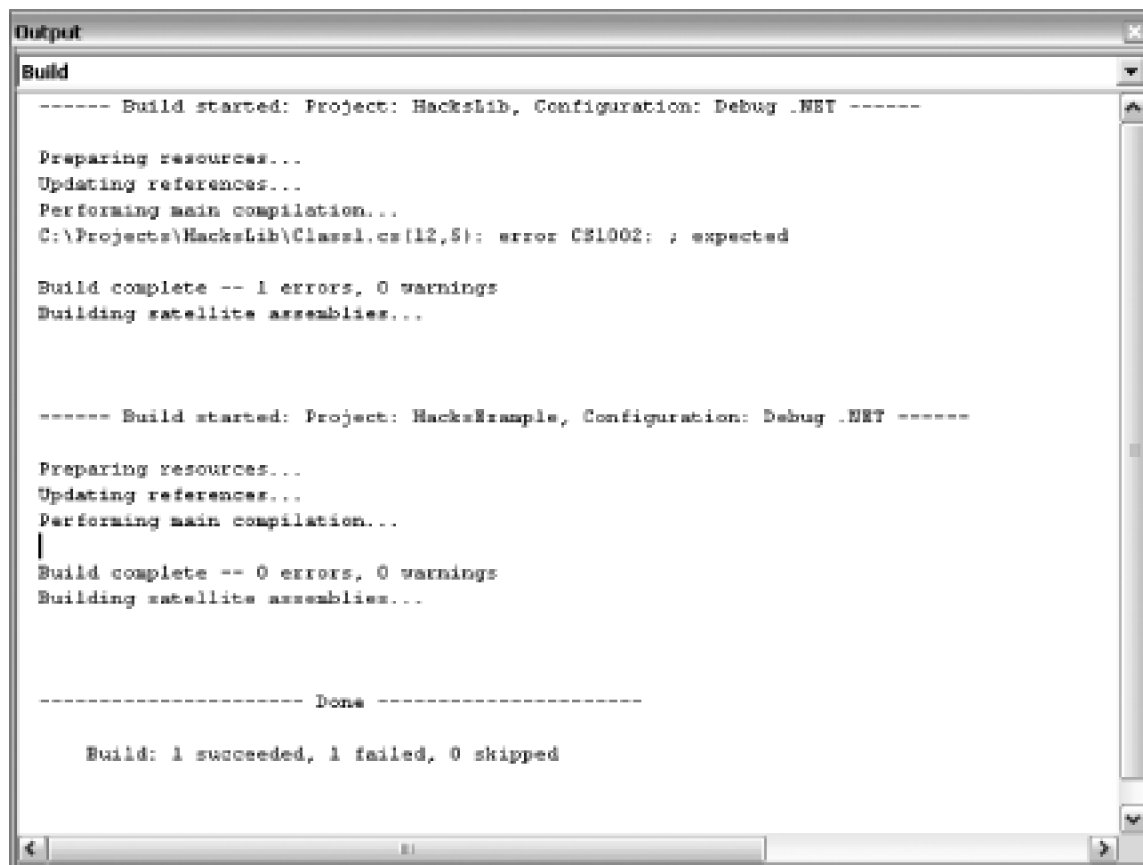 Output
Build
------ Build started: Project: HacksLib, Configuration: Debug .NET ------
Preparing resources...
Updating references...
Performing main compilation...
C:\Projects\HacksLib\Class1.cs(12,5): error CS1002: ; expected
Build complete -- 1 errors, 0 warnings
Building satellite assemblies...
------ Build started: Project: HacksExample, Configuration: Debug .NET ------
Preparing resources...
Updating references...
Performing main compilation...
Build complete -- 0 errors, 0 warnings
Building satellite assemblies...
---------------------- Done ----------------------
Build: 1 succeeded, 1 failed, 0 skipped